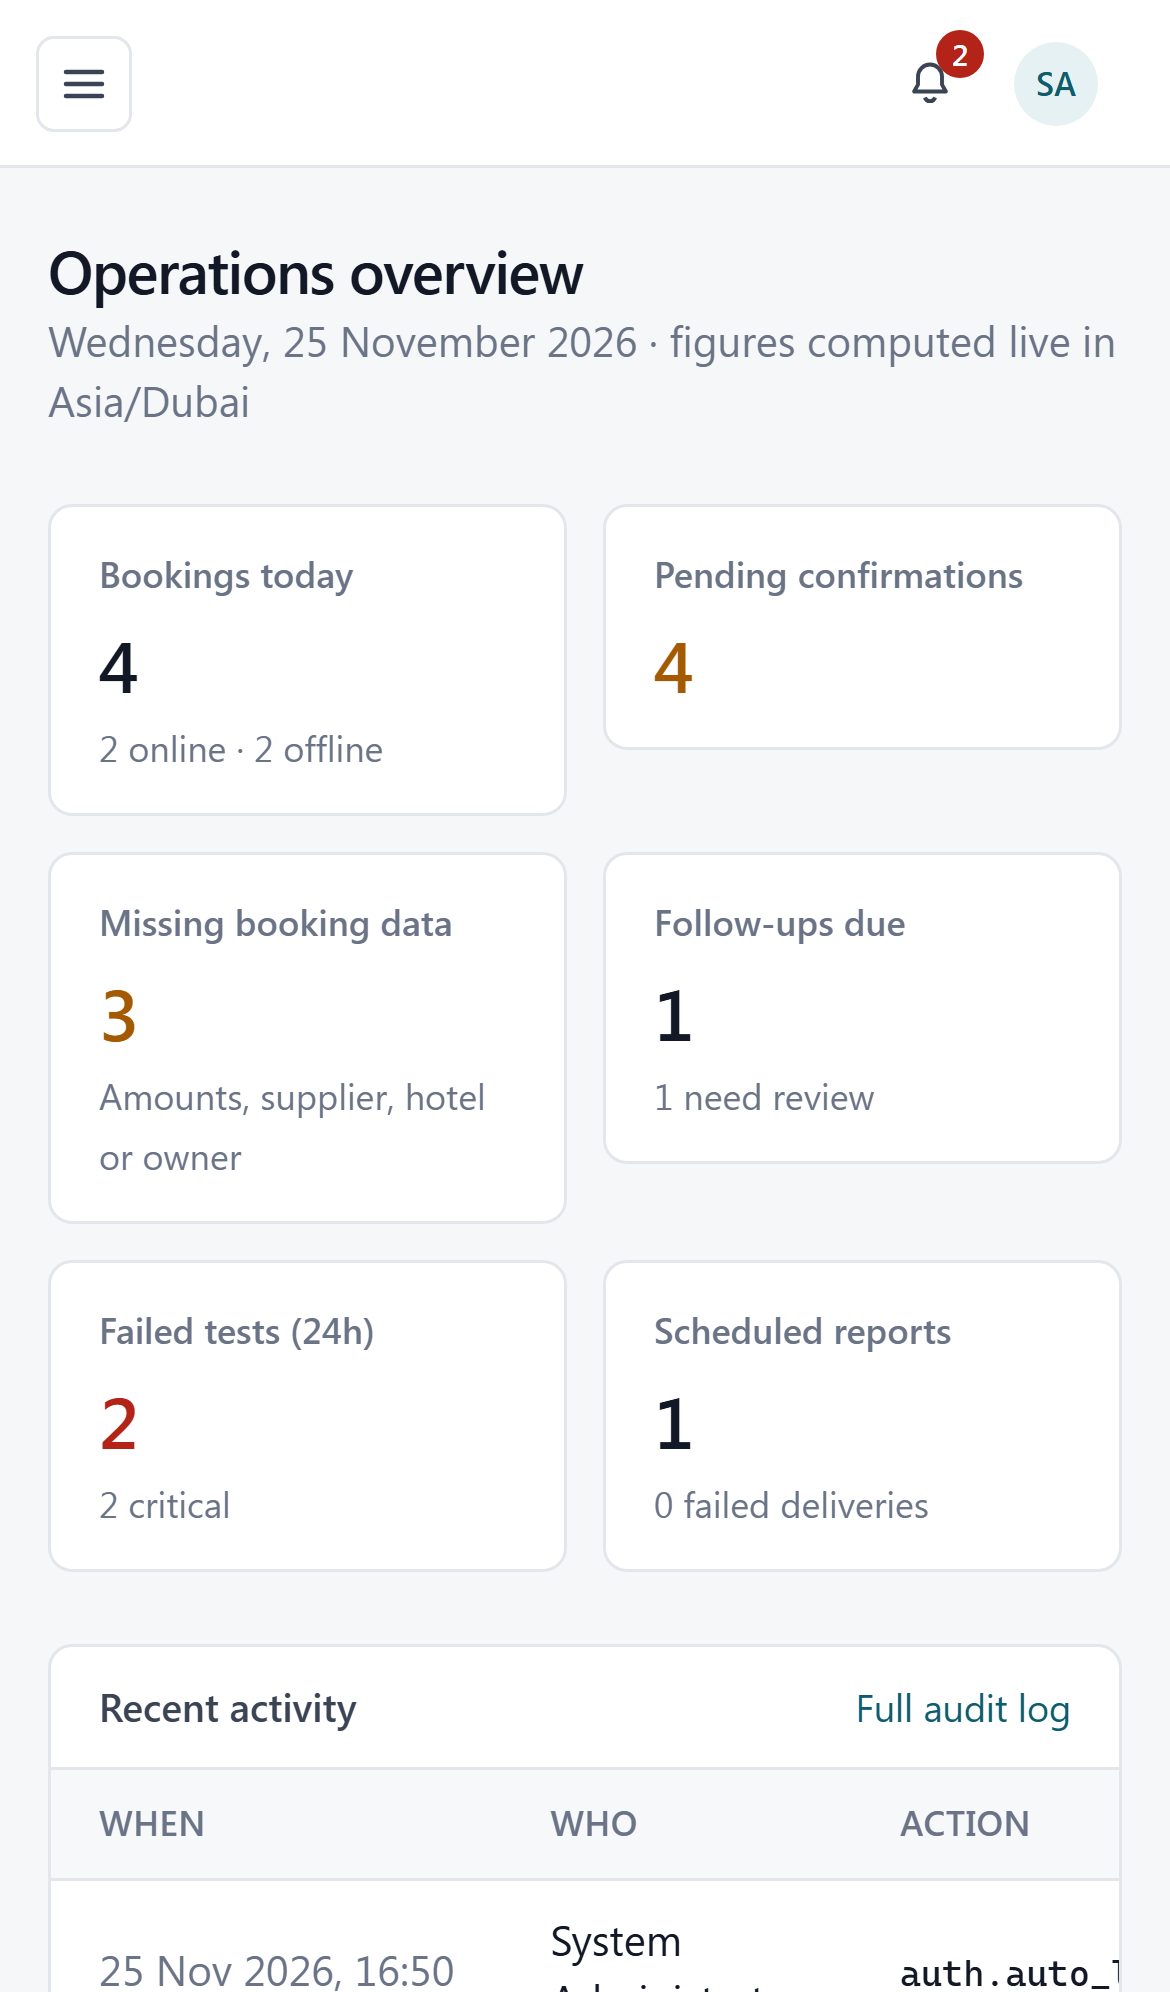 2
SA
Operations overview
Wednesday, 25 November 2026 · figures computed live in
Asia/Dubai
Bookings today
4
2 online · 2 offline
Pending confirmations
4
Missing booking data
3
Amounts, supplier, hotel
or owner
Follow-ups due
1
1 need review
Failed tests (24h)
2
2 critical
Scheduled reports
1
0 failed deliveries
Recent activity
Full audit log
WHEN WHO ACTION
System
25 Nov 2026, 16:50
auth.auto_